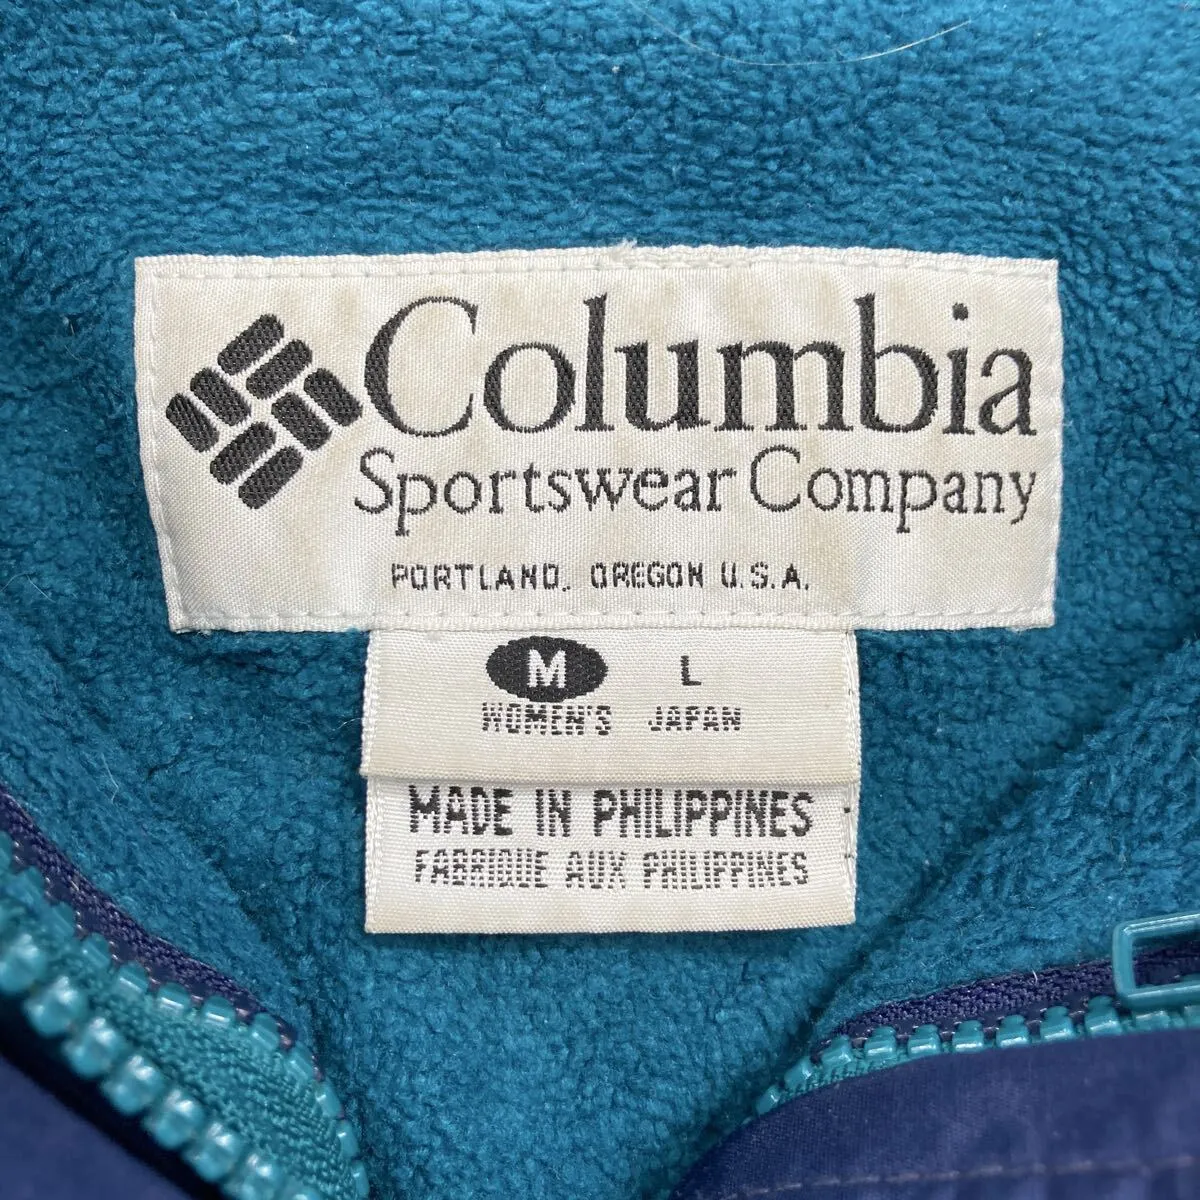 Columbia
Sportswear Company
PORTLAND, OREGON U.S.A.
M L
WOMEN'S JAPAN
MADE IN PHILIPPINES
FABRIQUE AUX PHILIPPINES